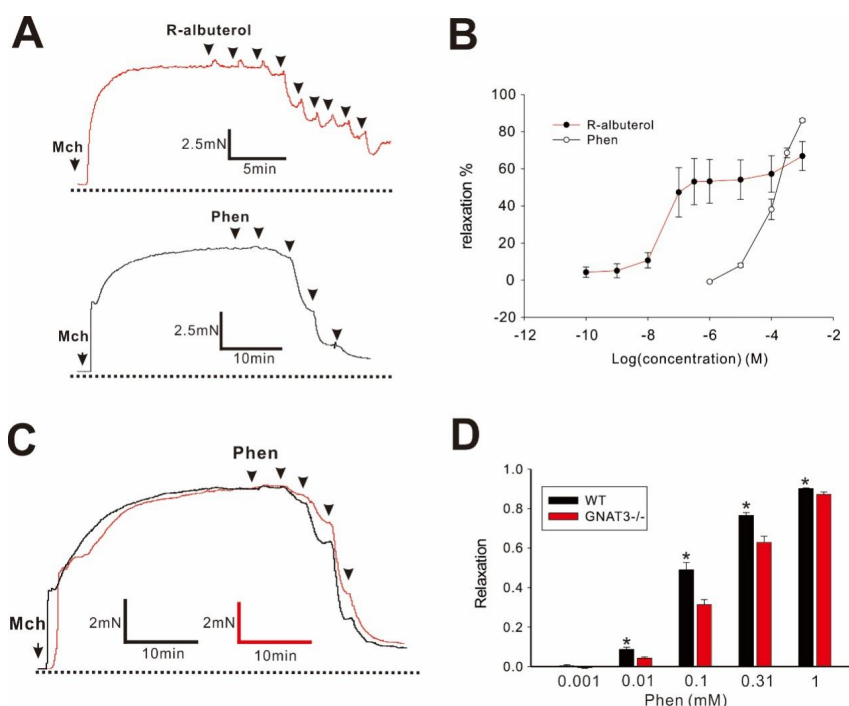 A
R-albuterol
Mch
2.5mN
5min
Phen
Mch
2.5mN
10min
B
100
80
60
40
20
0
-20
R-albuterol
Phen
relaxation %
-12 -10 -8 -6 -4 -2
Log(concentration) (M)
C
Phen
Mch
2mN
10min
2mN
10min
D
1.0
0.8
0.6
0.4
0.2
0.0
WT
GNAT3-/-
* * * *
Relaxation
0.001 0.01 0.1 0.31 1
Phen (mM)